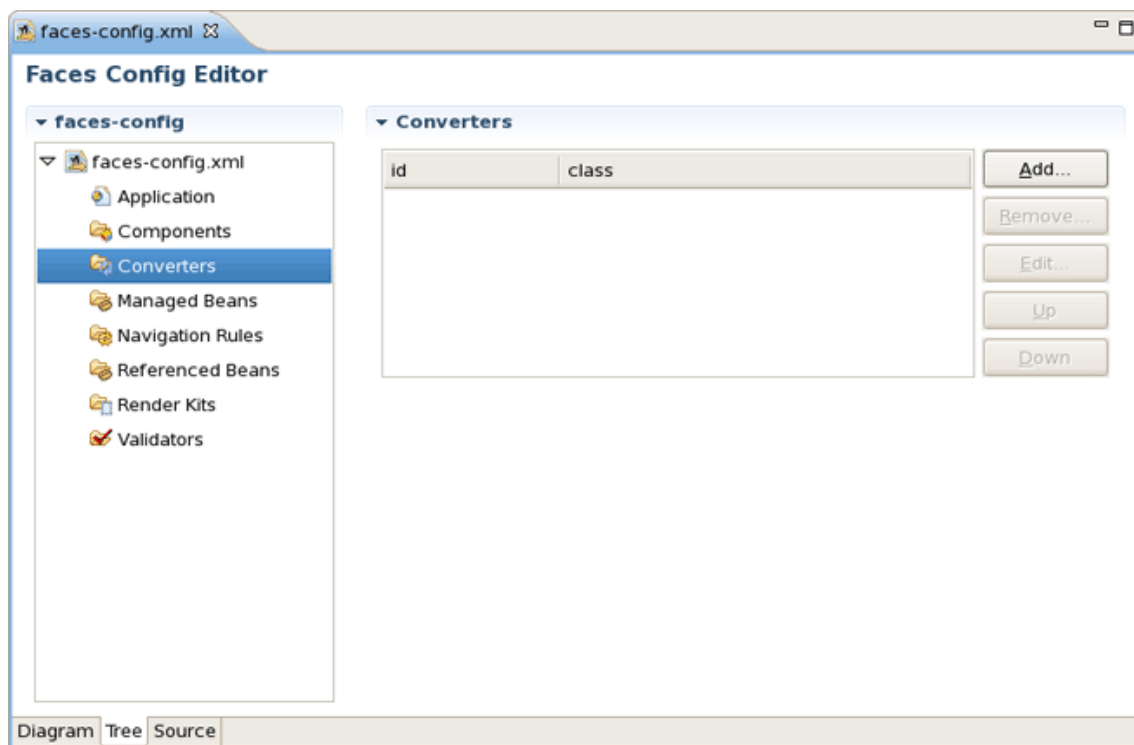 faces-config.xml
Faces Config Editor
faces-config
faces-config.xml
Application
Components
Converters
Managed Beans
Navigation Rules
Referenced Beans
Render Kits
Validators
Converters
id class
Add...
Remove...
Edit...
Up
Down
Diagram Tree Source